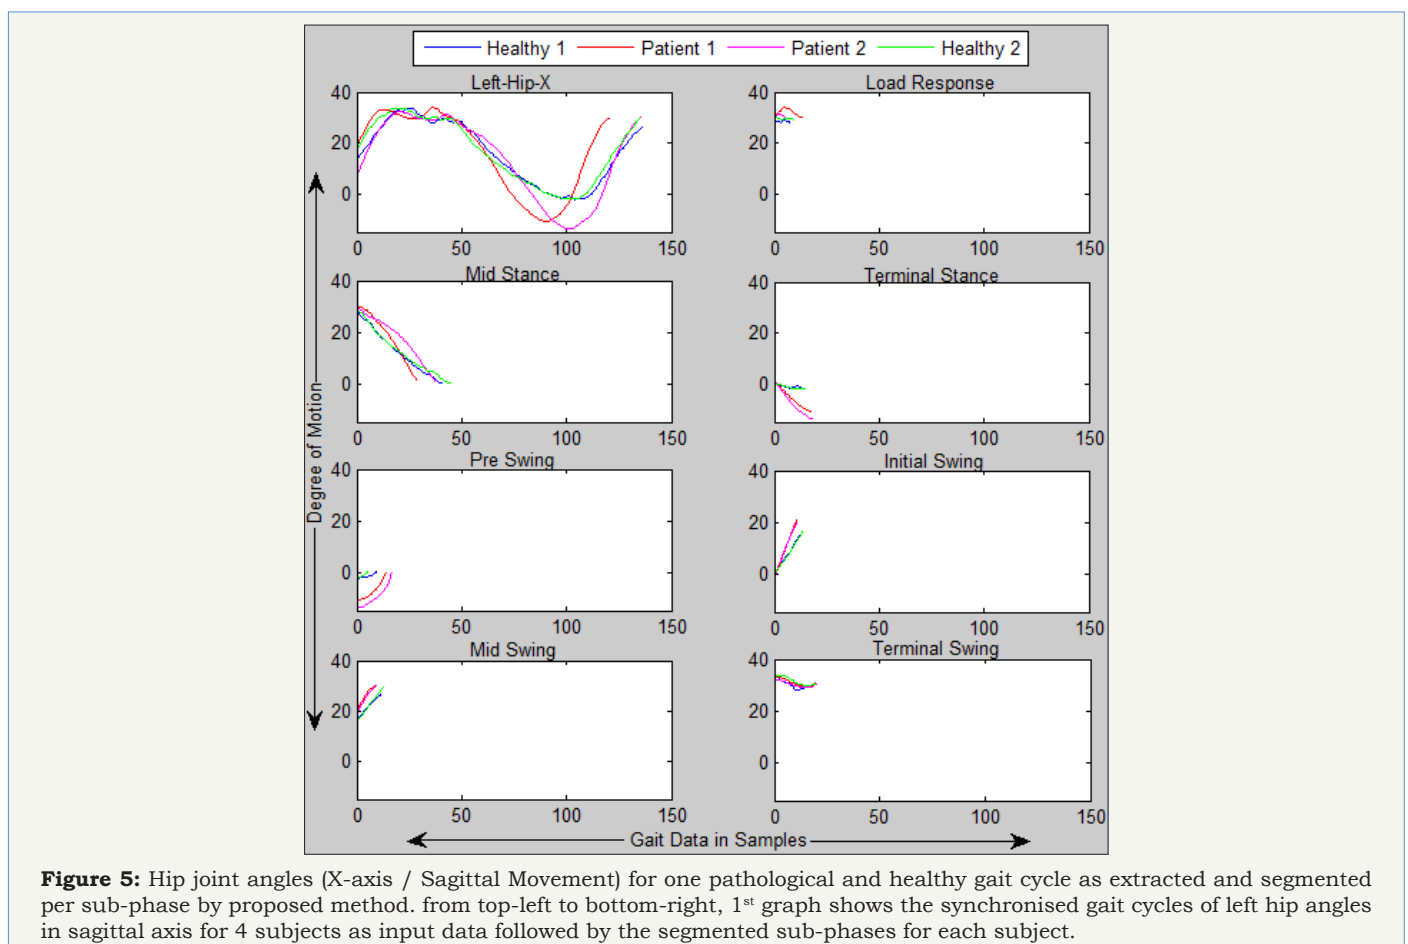 Healthy 1 Patient 1 Patient 2 Healthy 2
Left-Hip-X
40
20
0
0 50 100 150
Load Response
40
20
0
0 50 100 150
Mid Stance
40
20
0
0 50 100 150
Terminal Stance
40
20
0
0 50 100 150
Pre Swing
40
20
0
0 50 100 150
Initial Swing
40
20
0
0 50 100 150
Mid Swing
40
20
0
0 50 100 150
Terminal Swing
40
20
0
0 50 100 150
Degree of Motion
Gait Data in Samples
Figure 5: Hip joint angles (X-axis / Sagittal Movement) for one pathological and healthy gait cycle as extracted and segmented
per sub-phase by proposed method. from top-left to bottom-right, 1st graph shows the synchronised gait cycles of left hip angles
in sagittal axis for 4 subjects as input data followed by the segmented sub-phases for each subject.